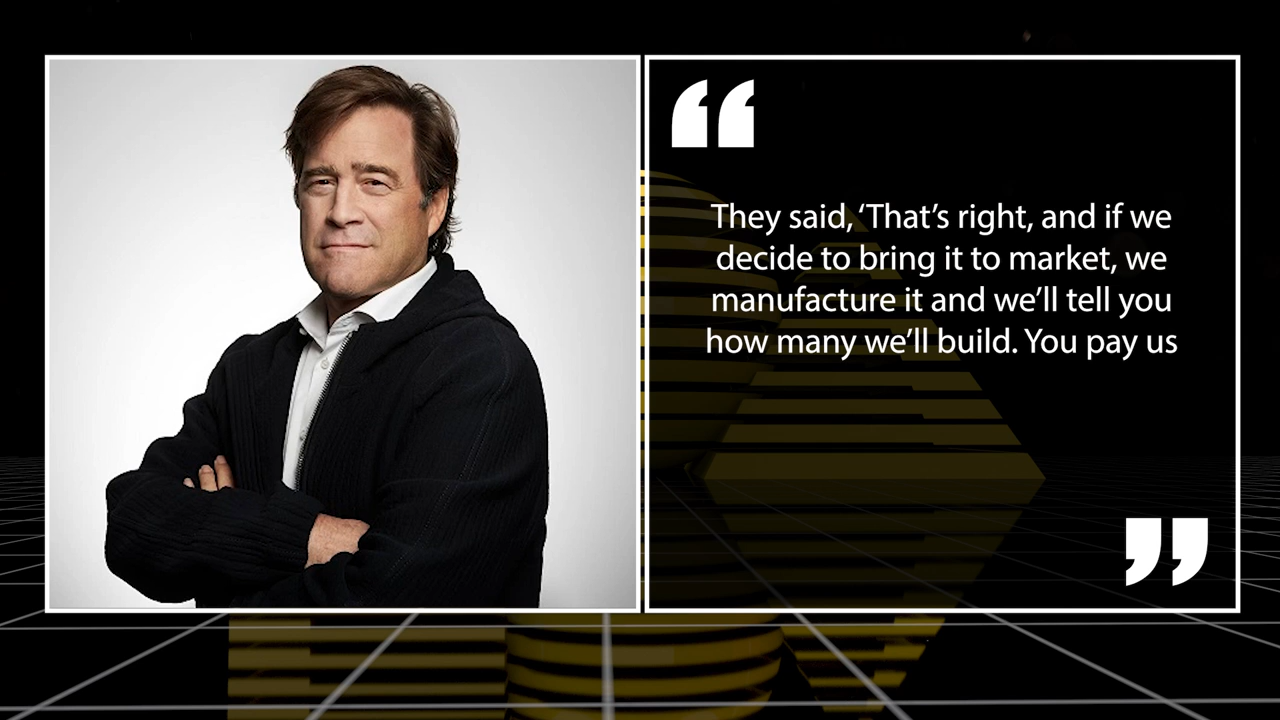 They said, ‘That’s right, and if we
decide to bring it to market, we
manufacture it and we’ll tell you
how many we’ll build. You pay us